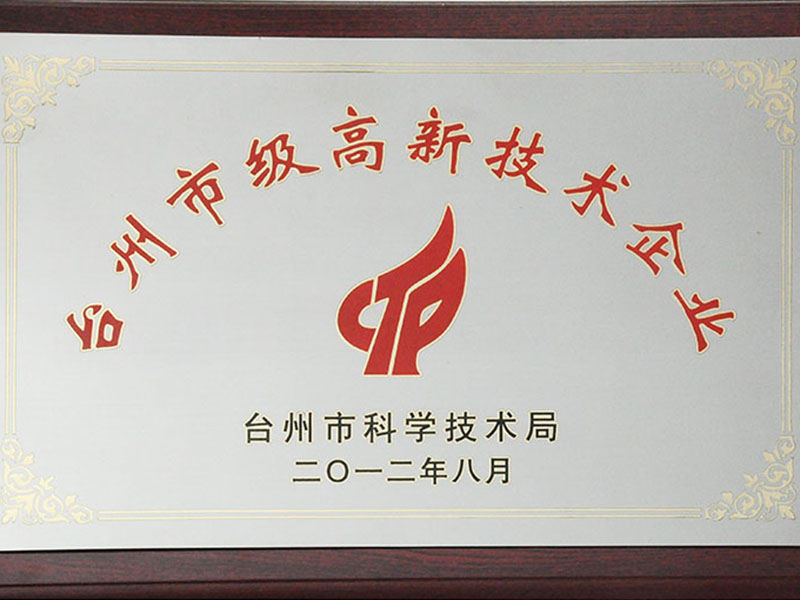 台州市级高新技术企业
CTP
台州市科学技术局
二〇一二年八月